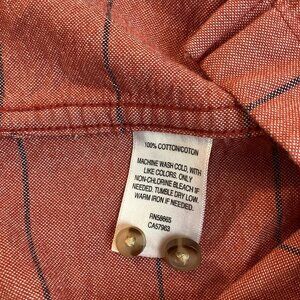 100% COTTON/COTON
MACHINE WASH COLD, WITH
LIKE COLORS. ONLY
NON-CHLORINE BLEACH IF
NEEDED. TUMBLE DRY LOW.
WARM IRON IF NEEDED.
RN58665
CA57963